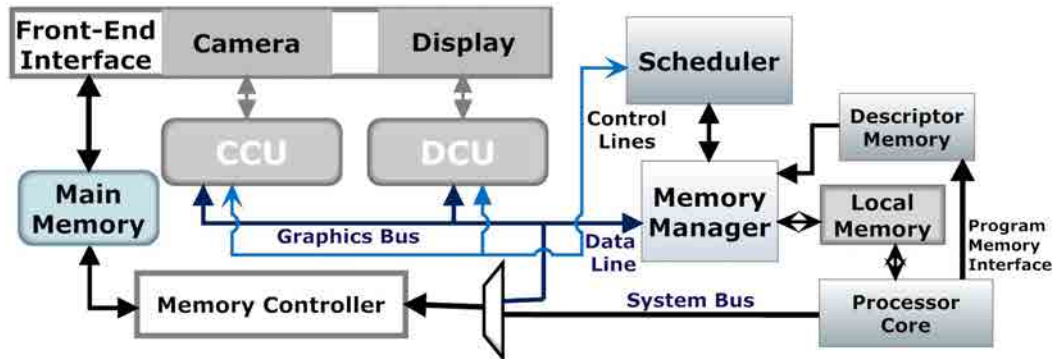 Front-End
Interface
Camera
Display
Scheduler
Control
Lines
Descriptor
Memory
CCU
DCU
Main
Memory
Memory
Manager
Local
Memory
Graphics Bus
Data
Line
Program
Memory
Interface
Memory Controller
System Bus
Processor
Core